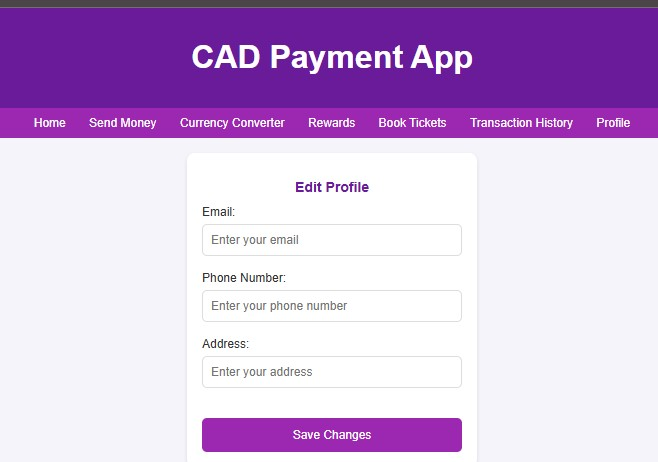 CAD Payment App
Home Send Money Currency Converter Rewards Book Tickets Transaction History Profile
Edit Profile
Email:
Enter your email
Phone Number:
Enter your phone number
Address:
Enter your address
Save Changes